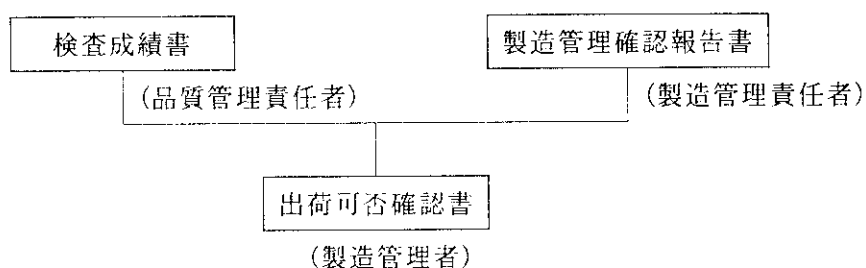 検査成績書
製造管理確認報告書
(品質管理責任者)
(製造管理責任者)
出荷可否確認書
(製造管理者)